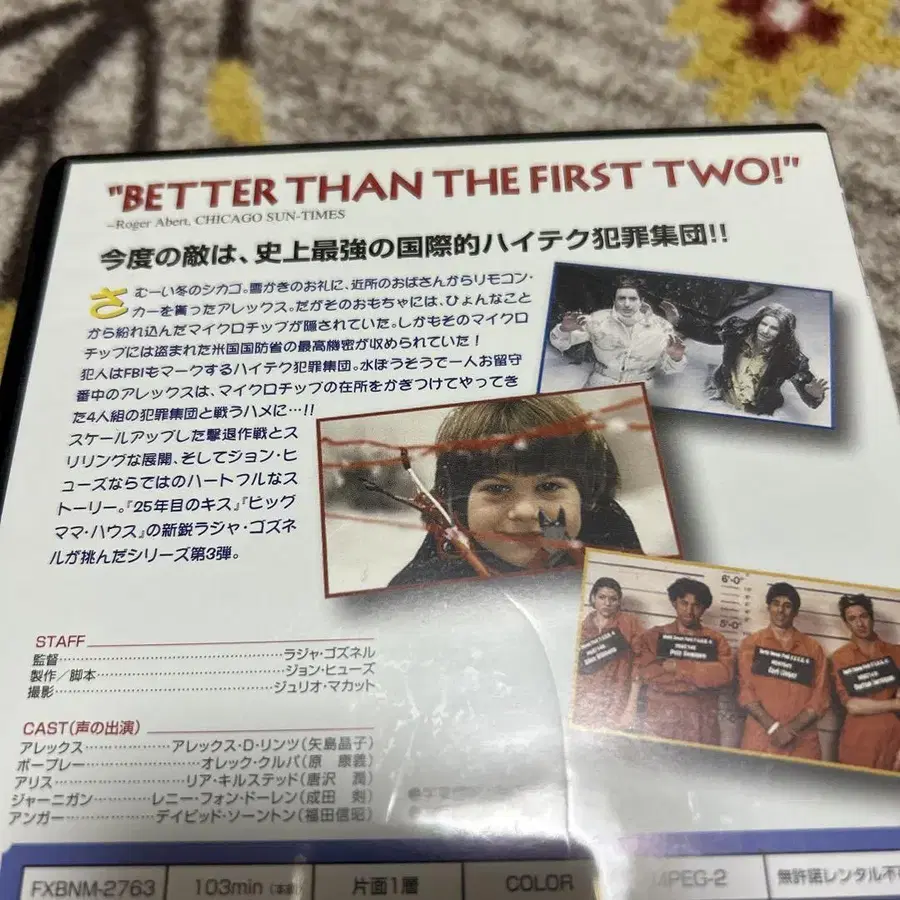 "BETTER THAN THE FIRST TWO!"
–Roger Abert, CHICAGO SUN-TIMES
今度の敵は、史上最強の国際的ハイテク犯罪集団!!
さむーい冬のシカゴ。雪かきのお礼に、近所のおばさんからリモコン・
カーを貰ったアレックス。だがそのおもちゃには、ひょんなこと
から紛れ込んだマイクロチップが隠されていた。しかもそのマイクロ
チップには盗まれた米国国防省の最高機密が収められていた!
犯人はFBIもマークするハイテク犯罪集団。水ぼうそうで一人お留守
番中のアレックスは、マイクロチップの在所をかぎつけてやってき
た4人組の犯罪集団と戦うハメに…!!
スケールアップした撃退作戦とス
リリングな展開、そしてジョン・ヒ
ューズならではのハートフルなス
トーリー。『25年目のキス』『ビッグ
ママ・ハウス』の新鋭ラジャ・ゴズネ
ルが挑んだシリーズ第3弾。
6'-0"
5'-0"
STAFF
監督……ラジャ・ゴズネル
製作/脚本……ジョン・ヒューズ
撮影……ジュリオ・マカット
CAST(声の出演)
アレックス……アレックス・D・リンツ(矢島晶子)
ボープレー……オレック・クルパ(原 康義)
アリス……リア・キルステッド(唐沢 潤)
ジャーニガン……レニー・フォン・ドーレン(成田 剣)
アンガー……デイビッド・ソーントン(福田信昭)
FXBNM-2763
103min(本編)
片面1層
COLOR
MPEG-2
無許諾レンタル不